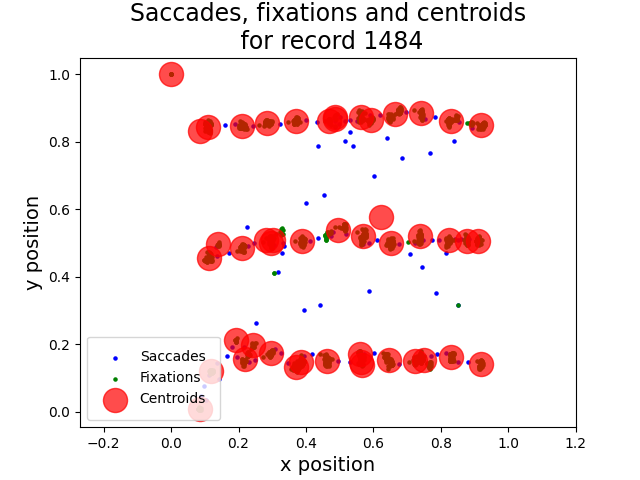 Saccades, fixations and centroids
for record 1484
1.0
0.8
0.6
0.4
0.2
0.0
y position
Saccades
Fixations
Centroids
−0.2
0.0
0.2
0.4
0.6
0.8
1.0
1.2
x position